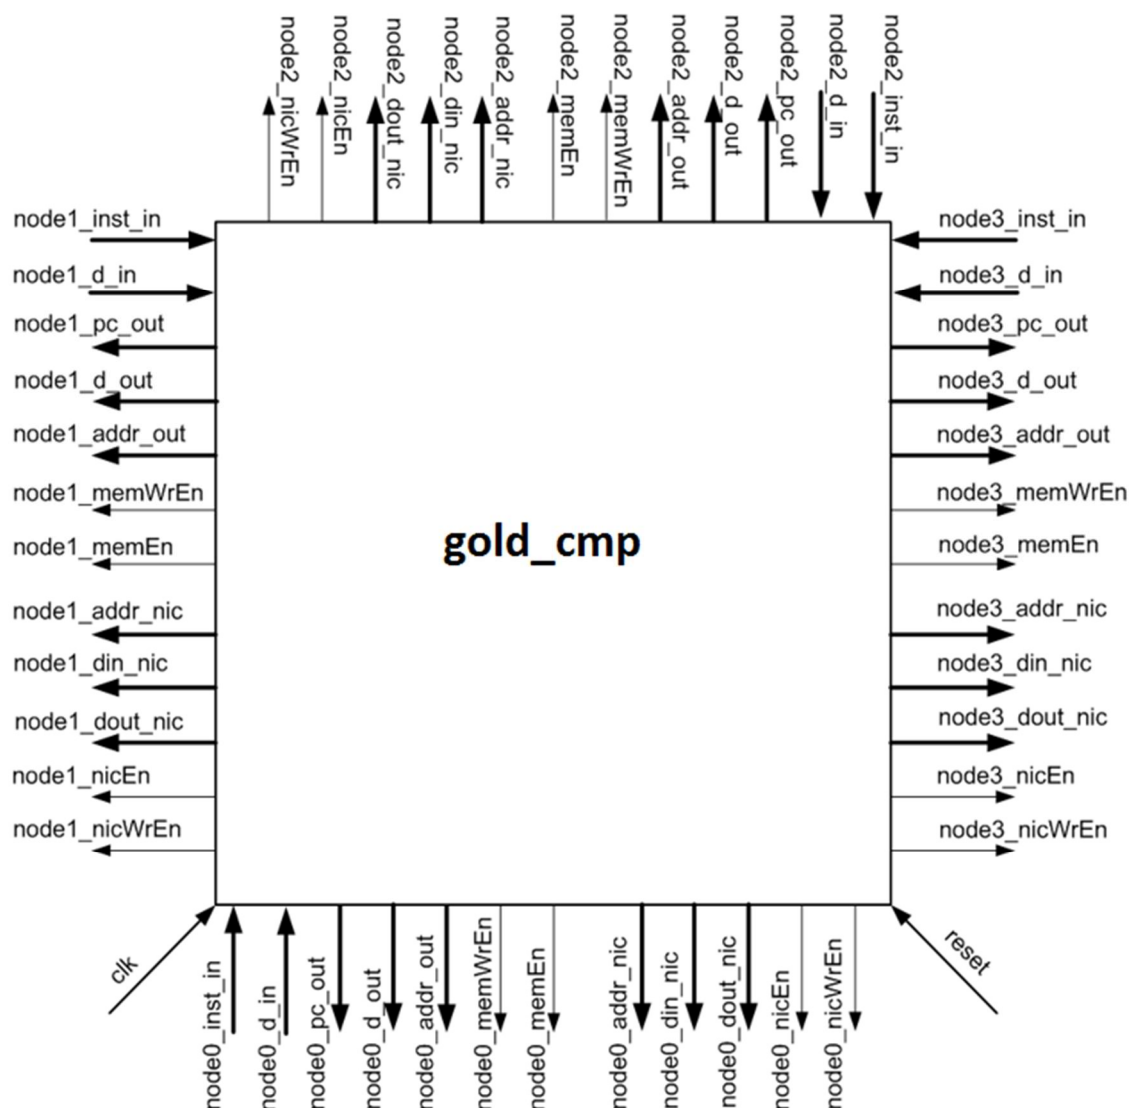 node2_nicWrEn
node2_nicEn
node2_dout_nic
node2_din_nic
node2_addr_nic
node2_memEn
node2_memWrEn
node2_addr_out
node2_d_out
node2_pc_out
node2_d_in
node2_inst_in
node1_inst_in
node1_d_in
node1_pc_out
node1_d_out
node1_addr_out
node1_memWrEn
node1_memEn
node1_addr_nic
node1_din_nic
node1_dout_nic
node1_nicEn
node1_nicWrEn
gold_cmp
node3_inst_in
node3_d_in
node3_pc_out
node3_d_out
node3_addr_out
node3_memWrEn
node3_memEn
node3_addr_nic
node3_din_nic
node3_dout_nic
node3_nicEn
node3_nicWrEn
clk
node0_inst_in
node0_d_in
node0_pc_out
node0_d_out
node0_addr_out
node0_memWrEn
node0_memEn
node0_addr_nic
node0_din_nic
node0_dout_nic
node0_nicEn
node0_nicWrEn
reset